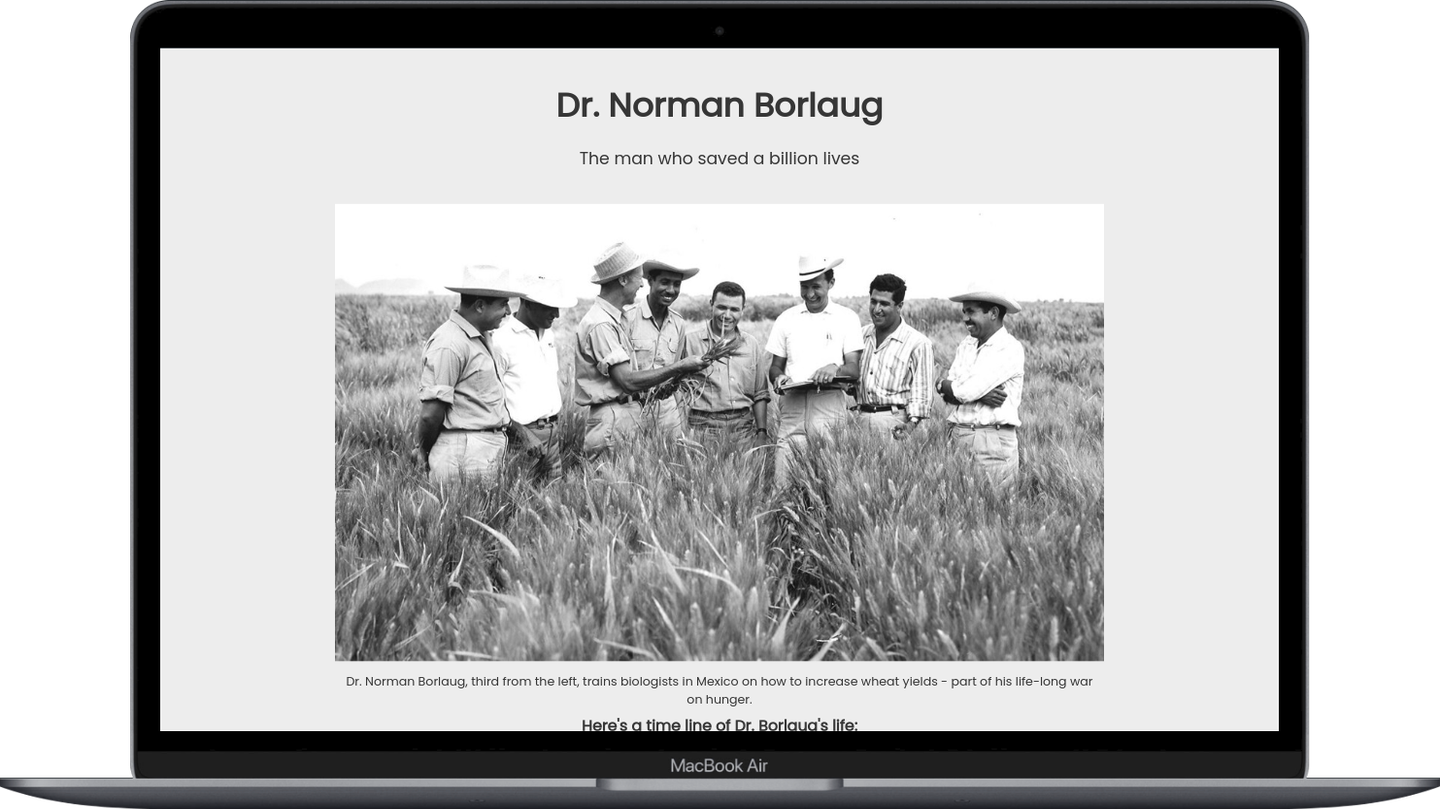 Dr. Norman Borlaug
The man who saved a billion lives
Dr. Norman Borlaug, third from the left, trains biologists in Mexico on how to increase wheat yields - part of his life-long war
on hunger.
Here's a time line of Dr. Borlaug's life:
MacBook Air